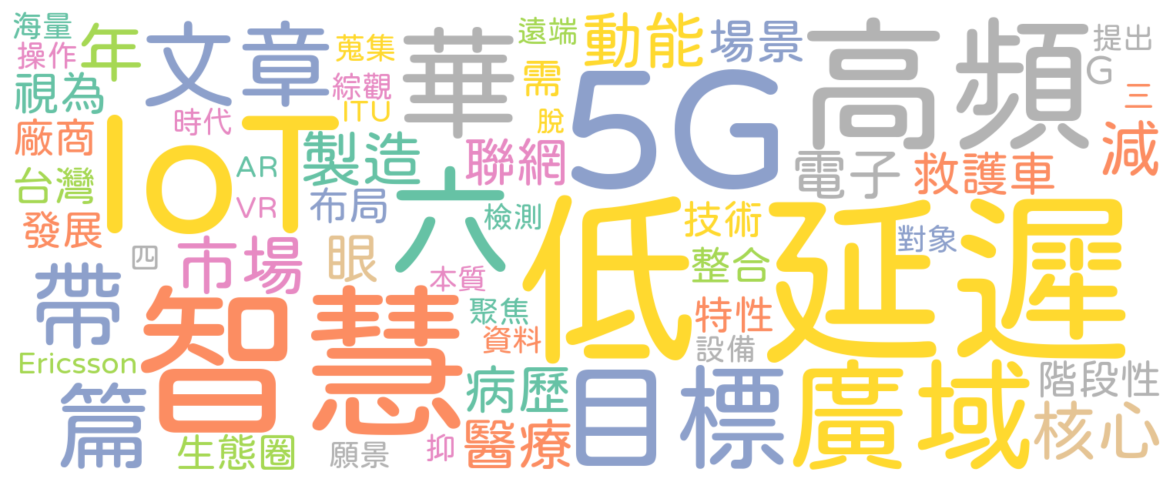 海量
操作
年
文章
蒐集
華
遠端
動能
場景
高頻
提出
G
視為
綜觀
ITU
需
脫
5G
三
減
廠商
時代
IoT
AR
VR
製造
聯網
電子
救護車
台灣
發展
布局
六
檢測
低延遲
技術
對象
四
市場
眼
本質
整合
帶
智慧
聚焦
資料
特性
設備
Ericsson
篇
病歷
目標
廣域
階段性
核心
生態圈
願景
抑
醫療